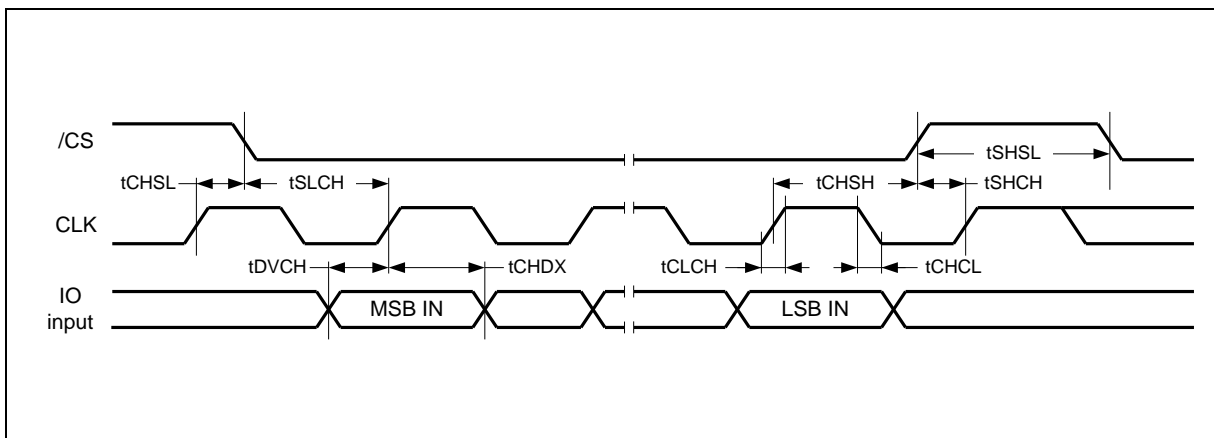 /CS
tSHSL
tCHSL
tSLCH
tCHSH
tSHCH
CLK
tDVCH
tCHDX
tCLCH
tCHCL
IO
input
MSB IN
LSB IN